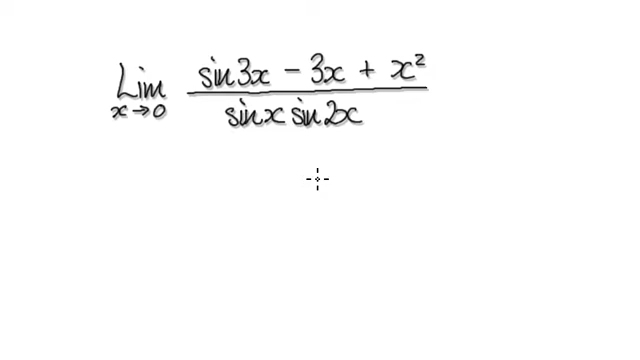 Lim sin3x - 3x + x²
x→0 sinx sin2x